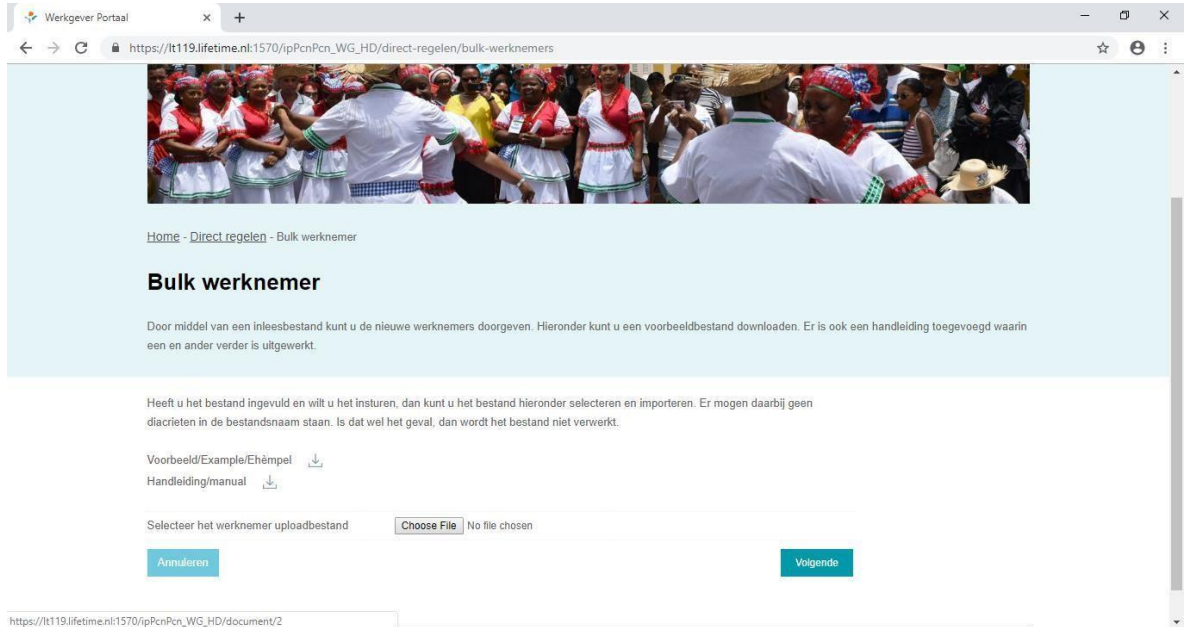 Werkgever Portaal
https://lt119.lifetime.nl:1570/ipPcnPcn_WG_HD/direct-regelen/bulk-werknemers
Home - Direct regelen - Bulk werknemer
Bulk werknemer
Door middel van een inleesbestand kunt u de nieuwe werknemers doorgeven. Hieronder kunt u een voorbeeldbestand downloaden. Er is ook een handleiding toegevoegd waarin
een en ander verder is uitgewerkt.
Heeft u het bestand ingevuld en wilt u het insturen, dan kunt u het bestand hieronder selecteren en importeren. Er mogen daarbij geen
diacrieten in de bestandsnaam staan. Is dat wel het geval, dan wordt het bestand niet verwerkt.
Voorbeeld/Example/Ehèmpel
Handleiding/manual
Selecteer het werknemer uploadbestand Choose File No file chosen
Annuleren Volgende
https://lt119.lifetime.nl:1570/ipPcnPcn_WG_HD/document/2